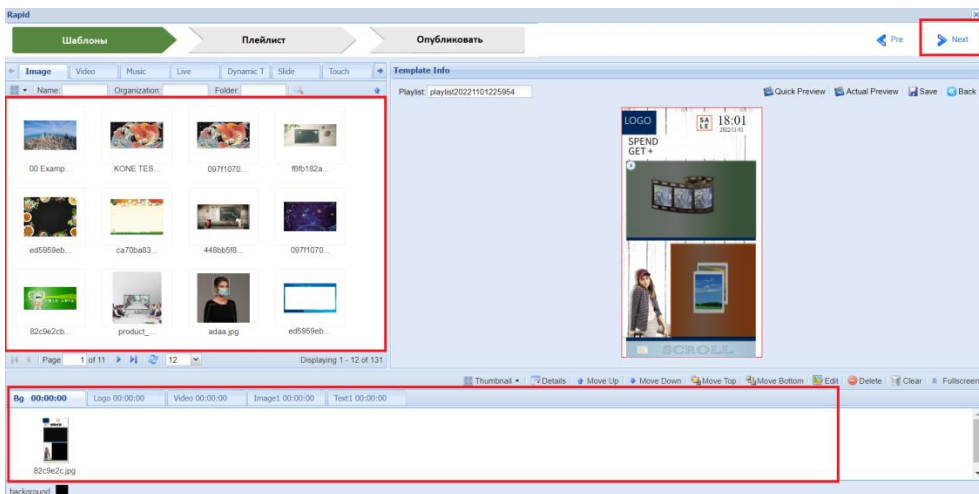 Rapid
Шаблоны Плейлист Опубликовать Pre Next
Image Video Music Live Dynamic T Slide Touch
Template Info
Name: Organization: Folder:
Playlist: playlist20221101225954 Quick Preview Actual Preview Save Back
00 Examp... KONE TES... 097f1070... f6fb182a...
ed5959eb... ca70ba83... 448bb5f8... 097f1070...
82c9e2cb... product_... adaa.jpg ed5959eb...
LOGO SA LE 18:01
2022/11/01
SPEND
GET +
SCROLL
Page 1 of 11 12 Displaying 1 - 12 of 131
Thumbnail Details Move Up Move Down Move Top Move Bottom Edit Delete Clear Fullscreen
Bg 00:00:00 Logo 00:00:00 Video 00:00:00 Image1 00:00:00 Text1 00:00:00
82c9e2c.jpg
background